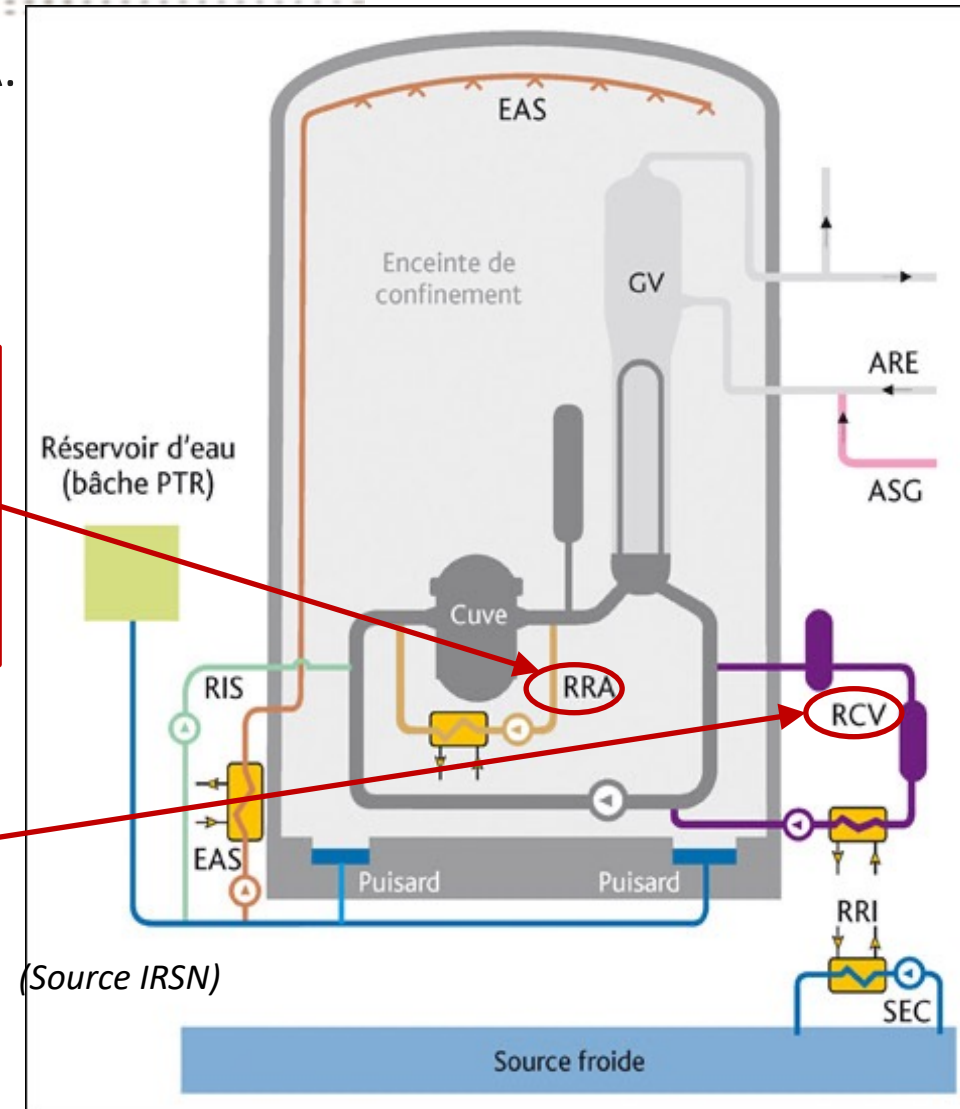 EAS
Enceinte de
confinement
GV
ARE
Réservoir d'eau
(bâche PTR)
ASG
Cuve
RIS
RRA
RCV
EAS
Puisard
Puisard
RRI
(Source IRSN)
SEC
Source froide